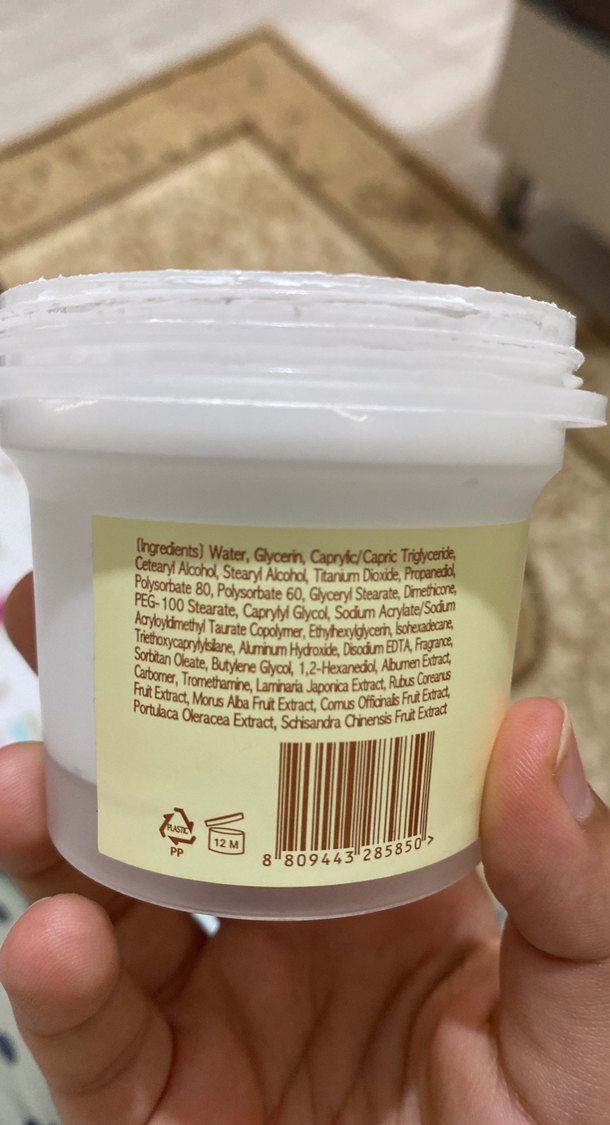 (Ingredients) Water, Glycerin, Caprylic/Capric Triglyceride,
Cetearyl Alcohol, Stearyl Alcohol, Titanium Dioxide, Propanediol,
Polysorbate 80, Polysorbate 60, Glyceryl Stearate, Dimethicone,
PEG-100 Stearate, Caprylyl Glycol, Sodium Acrylate/Sodium
Acryloyldimethyl Taurate Copolymer, Ethylhexylglycerin, Isohexadecane,
Triethoxycaprylylsilane, Aluminum Hydroxide, Disodium EDTA, Fragrance,
Sorbitan Oleate, Butylene Glycol, 1,2-Hexanediol, Albumen Extract,
Carbomer, Tromethamine, Laminaria Japonica Extract, Rubus Coreanus
Fruit Extract, Morus Alba Fruit Extract, Cornus Officinalis Fruit Extract,
Portulaca Oleracea Extract, Schisandra Chinensis Fruit Extract
PLASTIC
PP
12 M
8 809443 285850 >